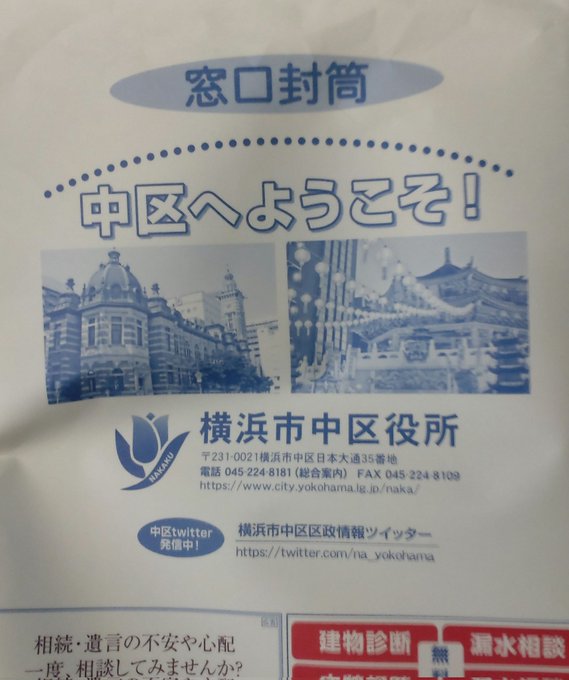 窓口封筒
中区へようこそ!
NAKAKU
横浜市中区役所
〒231-0021横浜市中区日本大通35番地
電話 045-224-8181(総合案内) FAX 045-224-8109
https://www.city.yokohama.lg.jp/naka/
中区twitter
発信中!
横浜市中区区政情報ツイッター
https://twitter.com/na_yokohama
広告
相続・遺言の不安や心配
一度、相談してみませんか?
建物診断
漏水相談
無料